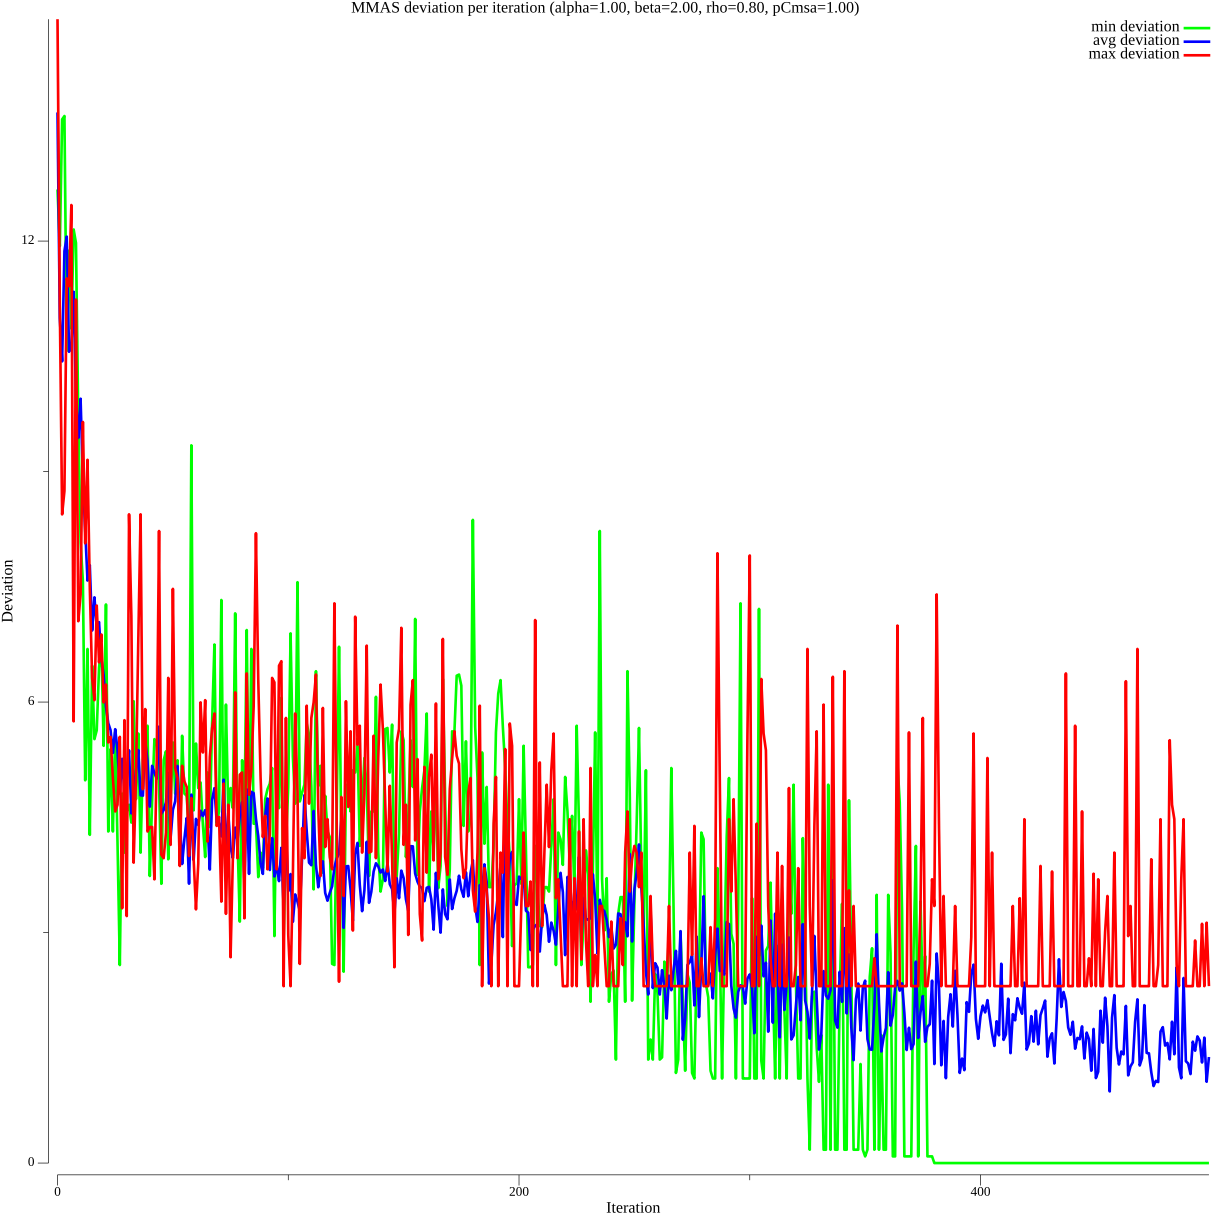 MMAS deviation per iteration (alpha=1.00, beta=2.00, rho=0.80, pCmsa=1.00)
min deviation
avg deviation
max deviation
12
6
0
Deviation
0
200
400
Iteration